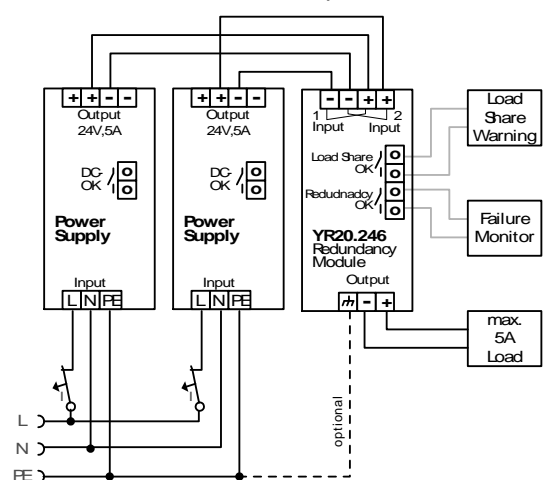 + + - -
Output
24V,5A
DC-
OK
Power
Supply
Input
L N PE
+ + - -
Output
24V,5A
DC-
OK
Power
Supply
Input
L N PE
- - + +
1 2
Input Input
Load Share
OK
Redudnadcy
OK
YR20.246
Redundancy
Module
Output
- +
Load
Share
Warning
Failure
Monitor
max.
5A
Load
I
I
optional
L
N
PE